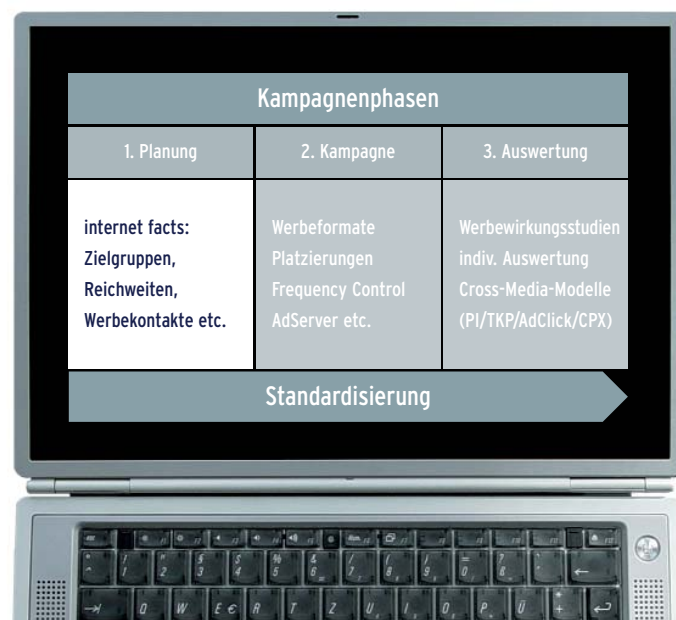 Kampagnenphasen
1. Planung
2. Kampagne
3. Auswertung
internet facts:
Zielgruppen,
Reichweiten,
Werbekontakte etc.
Werbeformate
Platzierungen
Frequency Control
AdServer etc.
Werbewirkungsstudien
indiv. Auswertung
Cross-Media-Modelle
(PI/TKP/AdClick/CPX)
Standardisierung
Q W E € R T Z U I O P Ü +